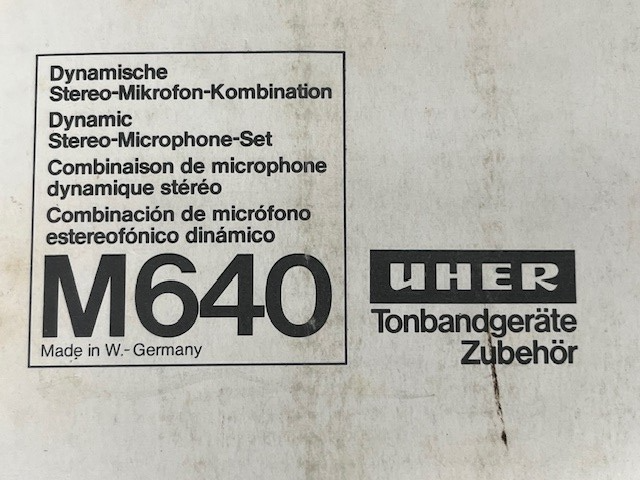 Dynamische
Stereo-Mikrofon-Kombination
Dynamic
Stereo-Microphone-Set
Combinaison de microphone
dynamique stéréo
Combinación de micrófono
estereofónico dinámico
M640
Made in W.-Germany
UHER
Tonbandgeräte
Zubehör